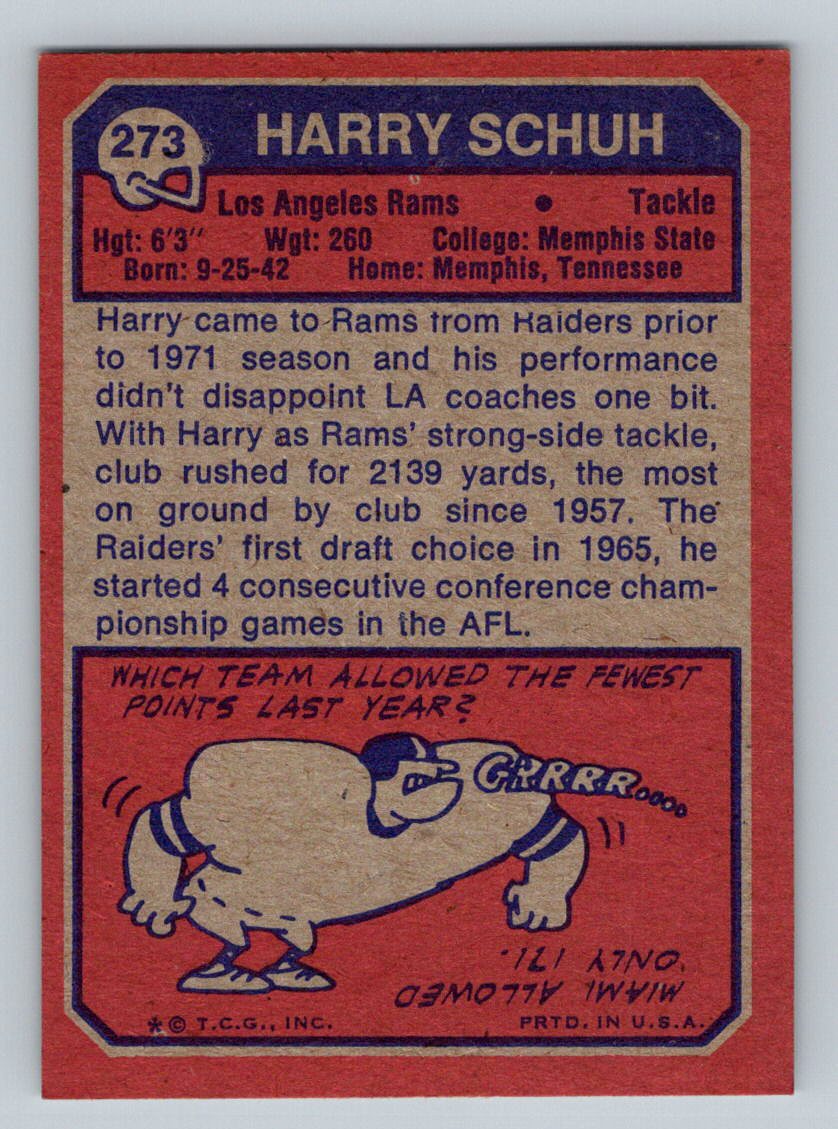 273
HARRY SCHUH
Los Angeles Rams • Tackle
Hgt: 6'3" Wgt: 260 College: Memphis State
Born: 9-25-42 Home: Memphis, Tennessee
Harry came to Rams from Raiders prior
to 1971 season and his performance
didn't disappoint LA coaches one bit.
With Harry as Rams' strong-side tackle,
club rushed for 2139 yards, the most
on ground by club since 1957. The
Raiders' first draft choice in 1965, he
started 4 consecutive conference cham-
pionship games in the AFL.
WHICH TEAM ALLOWED THE FEWEST
POINTS LAST YEAR?
GRRRR....
MIAMI ALLOWED
ONLY 171.
* © T.C.G., INC. PRTD. IN U.S.A.